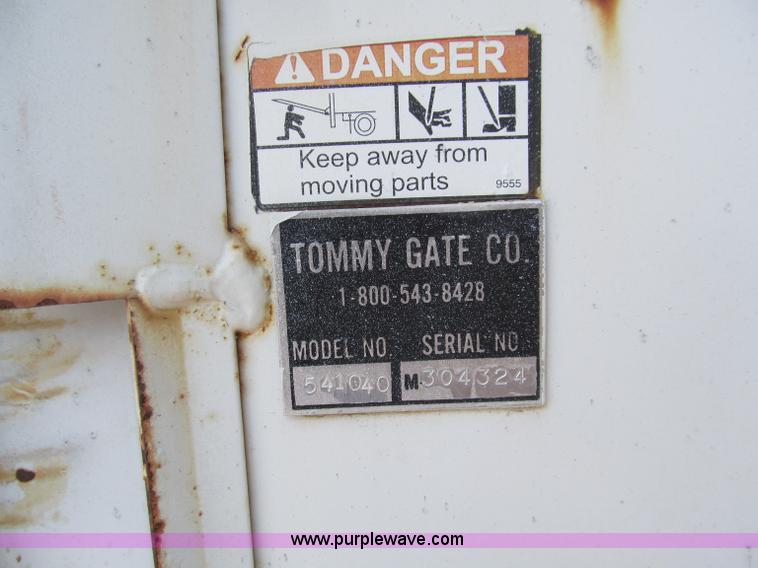 DANGER
Keep away from
moving parts 9555
TOMMY GATE CO.
1-800-543-8428
MODEL NO. SERIAL NO.
541040 M-304324
www.purplewave.com